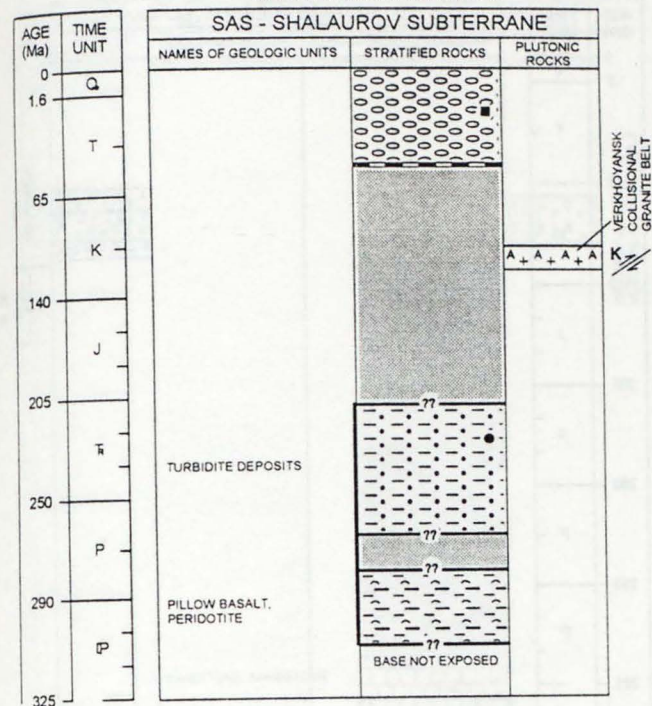 AGE
(Ma)
TIME
UNIT
SAS - SHALAUROV SUBTERRANE
NAMES OF GEOLOGIC UNITS
STRATIFIED ROCKS
PLUTONIC
ROCKS
0
Q
1.6
T
65
K
140
J
205
250
P
290
325
VERKHOYANSK
COLLISIONAL
GRANITE BELT
A + A + A + A
K
??
TURBIDITE DEPOSITS
??
??
PILLOW BASALT,
PERIDOTITE
??
BASE NOT EXPOSED